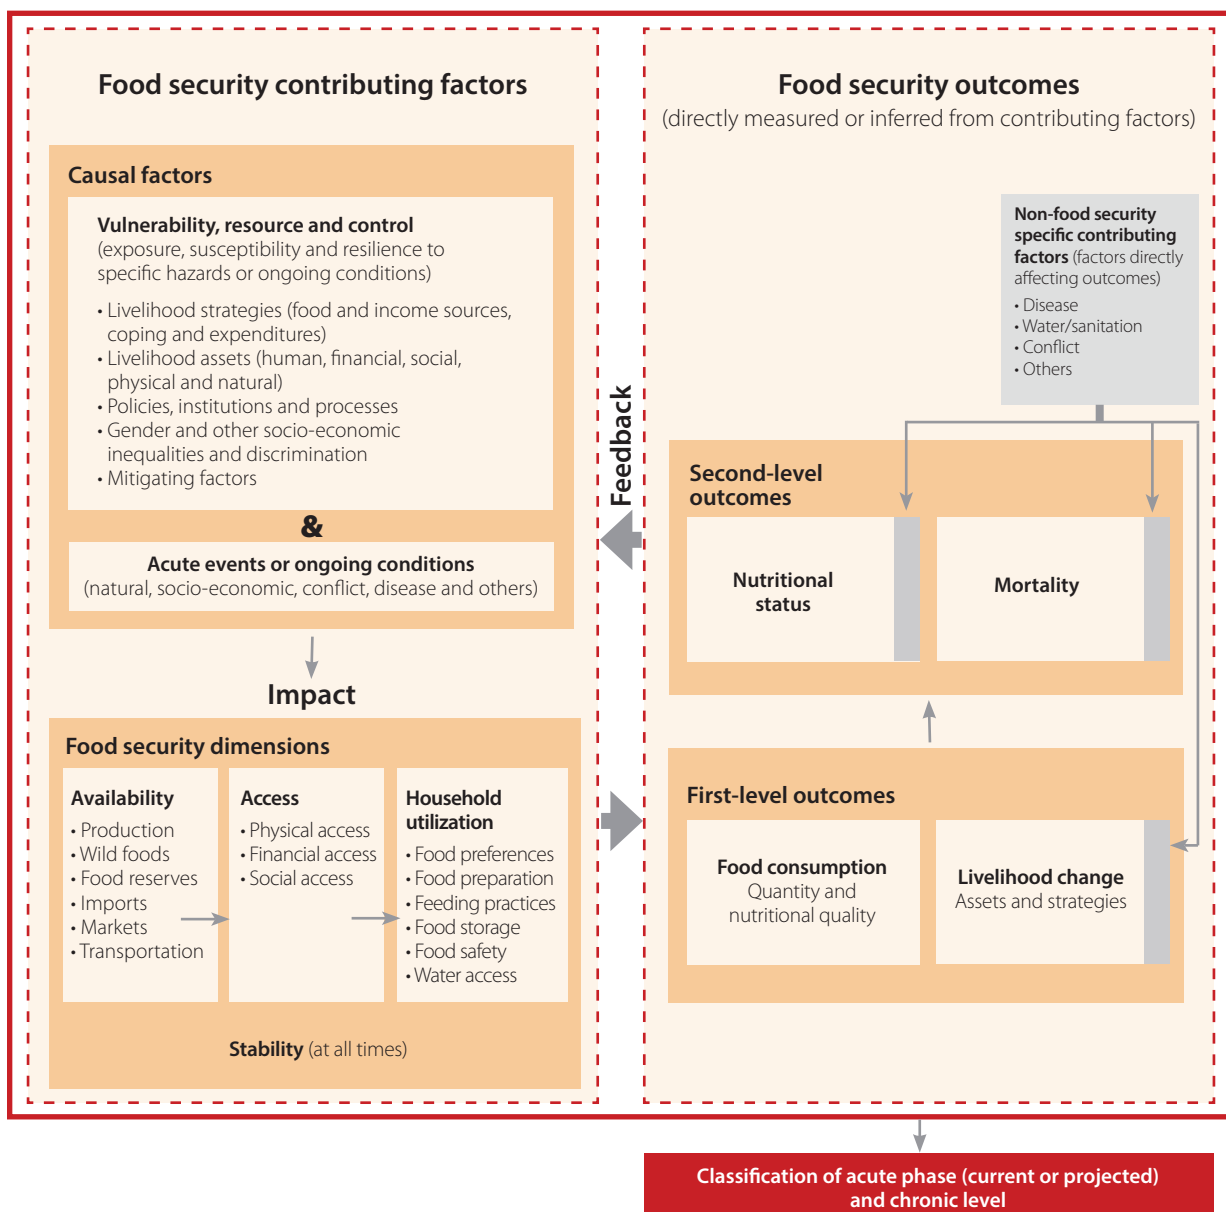 Food security contributing factors
Causal factors
Vulnerability, resource and control
(exposure, susceptibility and resilience to
specific hazards or ongoing conditions)
• Livelihood strategies (food and income sources,
coping and expenditures)
• Livelihood assets (human, financial, social,
physical and natural)
• Policies, institutions and processes
• Gender and other socio-economic
inequalities and discrimination
• Mitigating factors
&
Acute events or ongoing conditions
(natural, socio-economic, conflict, disease and others)
Impact
Food security dimensions
Availability
• Production
• Wild foods
• Food reserves
• Imports
• Markets
• Transportation
Access
• Physical access
• Financial access
• Social access
Household
utilization
• Food preferences
• Food preparation
• Feeding practices
• Food storage
• Food safety
• Water access
Stability (at all times)
Feedback
Food security outcomes
(directly measured or inferred from contributing factors)
Non-food security
specific contributing
factors (factors directly
affecting outcomes)
• Disease
• Water/sanitation
• Conflict
• Others
Second-level
outcomes
Nutritional
status
Mortality
First-level outcomes
Food consumption
Quantity and
nutritional quality
Livelihood change
Assets and strategies
Classification of acute phase (current or projected)
and chronic level